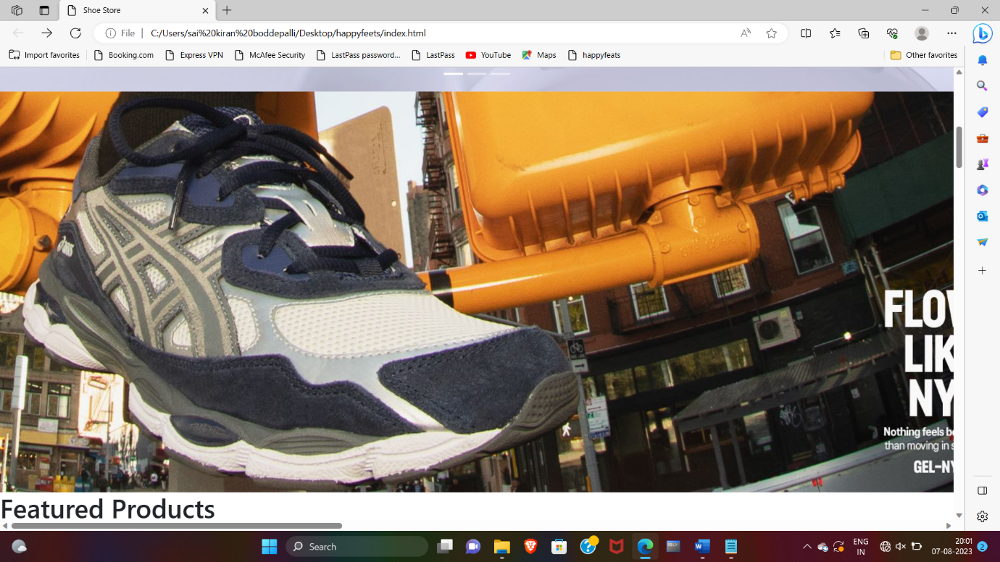 Shoe Store
File
C:/Users/sai%20kiran%20boddepalli/Desktop/happyfeets/index.html
Import favorites
Booking.com
Express VPN
McAfee Security
LastPass password...
LastPass
YouTube
Maps
happyfeats
Other favorites
asics
FLOW
LIK
NY
Nothing feels be
than moving in s
GEL-NY
Featured Products
Search
ENG
IN
20:01
07-08-2023
2